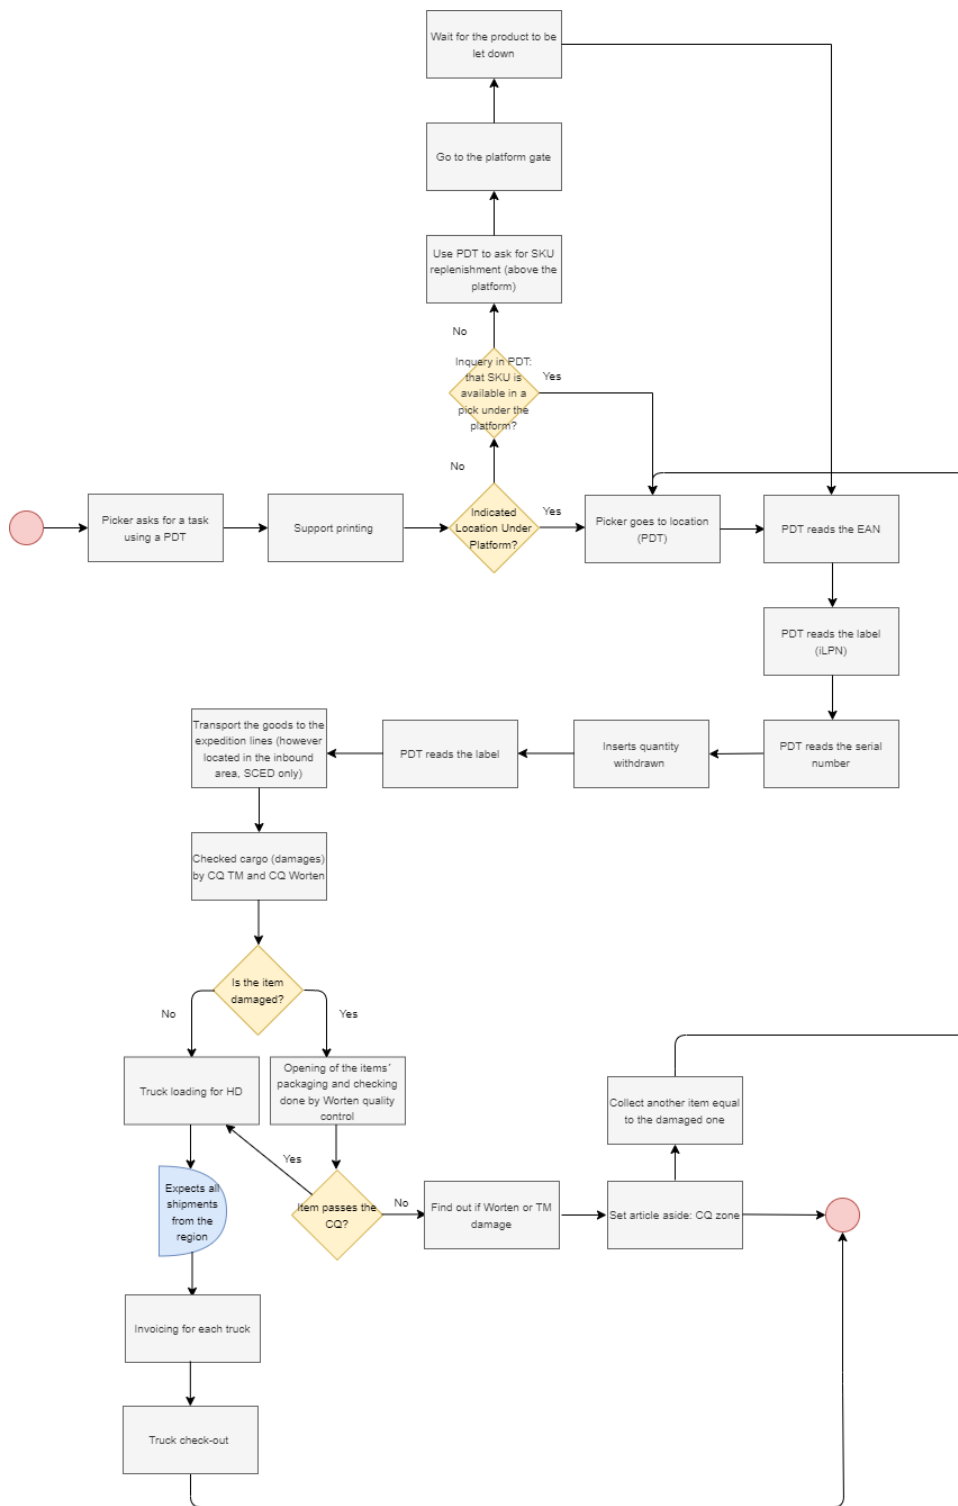 Wait for the product to be
let down
Go to the platform gate
Use PDT to ask for SKU
replenishment (above the
platform)
No
Inquery in PDT:
that SKU is
available in a
pick under the
platform?
Yes
No
Picker asks for a task
using a PDT
Support printing
Indicated
Location Under
Platform?
Yes
Picker goes to location
(PDT)
PDT reads the EAN
PDT reads the label
(iLPN)
PDT reads the serial
number
Inserts quantity
withdrawn
PDT reads the label
Transport the goods to the
expedition lines (however
located in the inbound
area, SCED only)
Checked cargo (damages)
by CQ TM and CQ Worten
Is the item
damaged?
No
Yes
Truck loading for HD
Opening of the items´
packaging and checking
done by Worten quality
control
Collect another item equal
to the damaged one
Yes
Expects all
shipments
from the
region
Item passes the
CQ?
No
Find out if Worten or TM
damage
Set article aside: CQ zone
Invoicing for each truck
Truck check-out